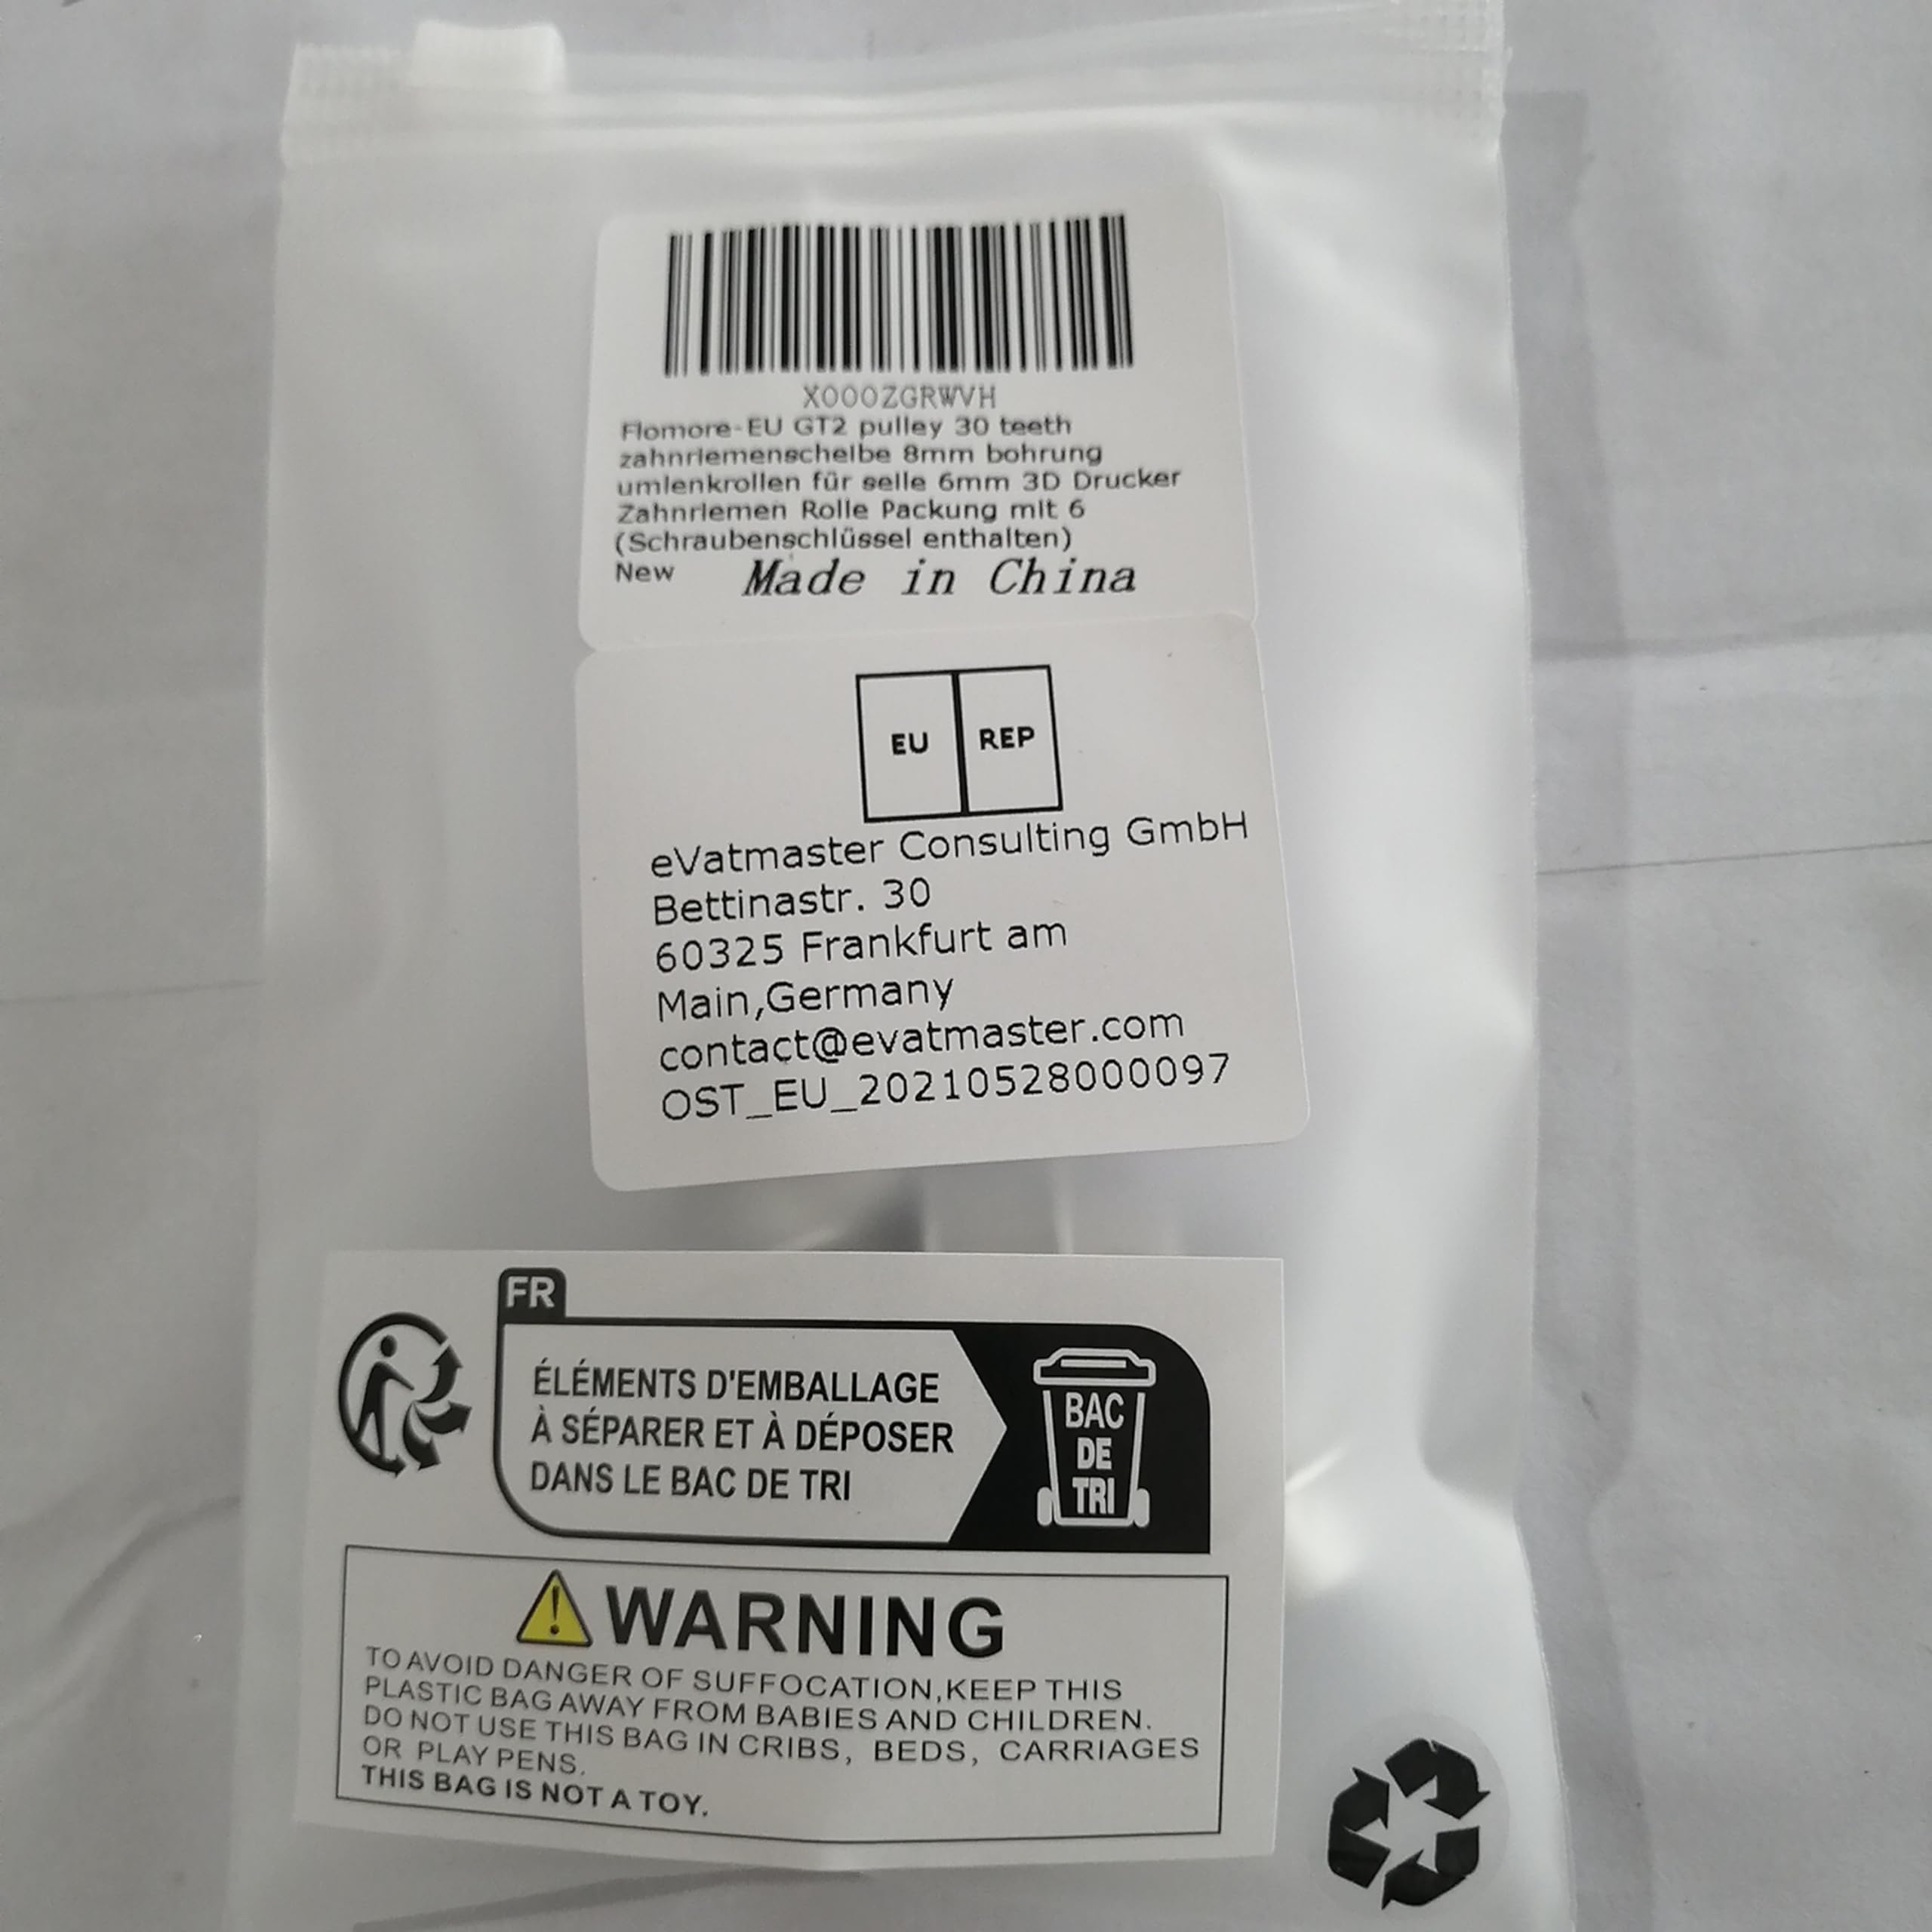 X000ZGRWVH
Flomore-EU GT2 pulley 30 teeth
zahnriemenscheibe 8mm bohrung
umlenkrollen für seile 6mm 3D Drucker
Zahnriemen Rolle Packung mit 6
(Schraubenschlüssel enthalten)
New Made in China
EU REP
eVatmaster Consulting GmbH
Bettinastr. 30
60325 Frankfurt am
Main,Germany
contact@evatmaster.com
OST_EU_20210528000097
FR
ÉLÉMENTS D'EMBALLAGE
À SÉPARER ET À DÉPOSER
DANS LE BAC DE TRI
BAC
DE
TRI
WARNING
TO AVOID DANGER OF SUFFOCATION,KEEP THIS
PLASTIC BAG AWAY FROM BABIES AND CHILDREN.
DO NOT USE THIS BAG IN CRIBS, BEDS, CARRIAGES
OR PLAY PENS.
THIS BAG IS NOT A TOY.